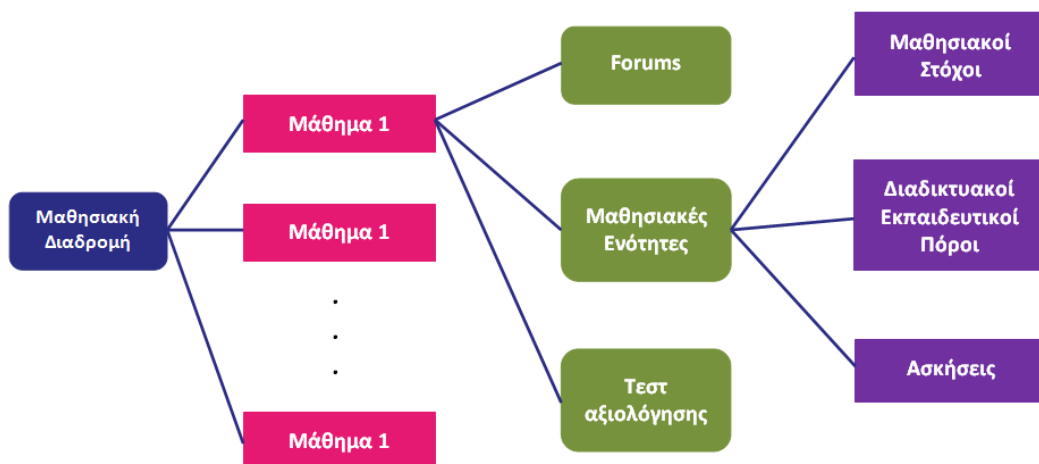 Μαθησιακή
Διαδρομή
Μάθημα 1
Μάθημα 1
.
.
.
Μάθημα 1
Forums
Μαθησιακές
Ενότητες
Τεστ
αξιολόγησης
Μαθησιακοί
Στόχοι
Διαδικτυακοί
Εκπαιδευτικοί
Πόροι
Ασκήσεις